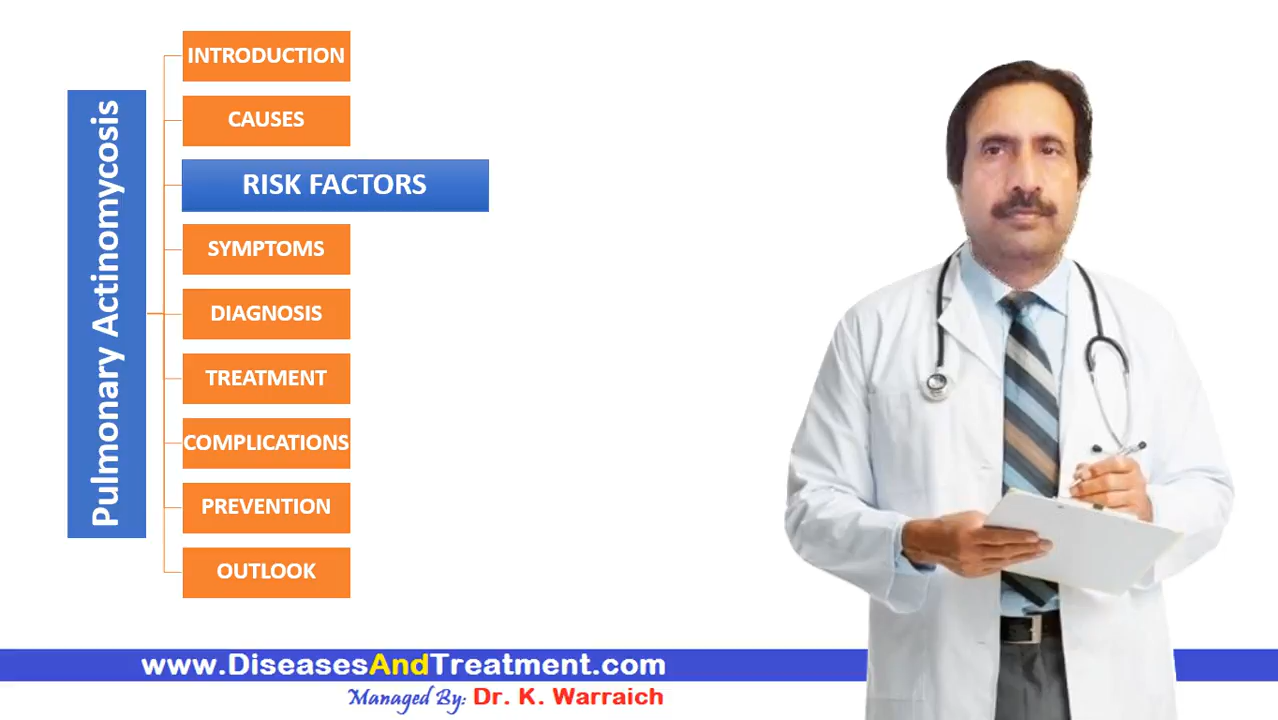 Pulmonary Actinomycosis
INTRODUCTION
CAUSES
RISK FACTORS
SYMPTOMS
DIAGNOSIS
TREATMENT
COMPLICATIONS
PREVENTION
OUTLOOK
www.DiseasesAndTreatment.com
Managed By: Dr. K. Warraich